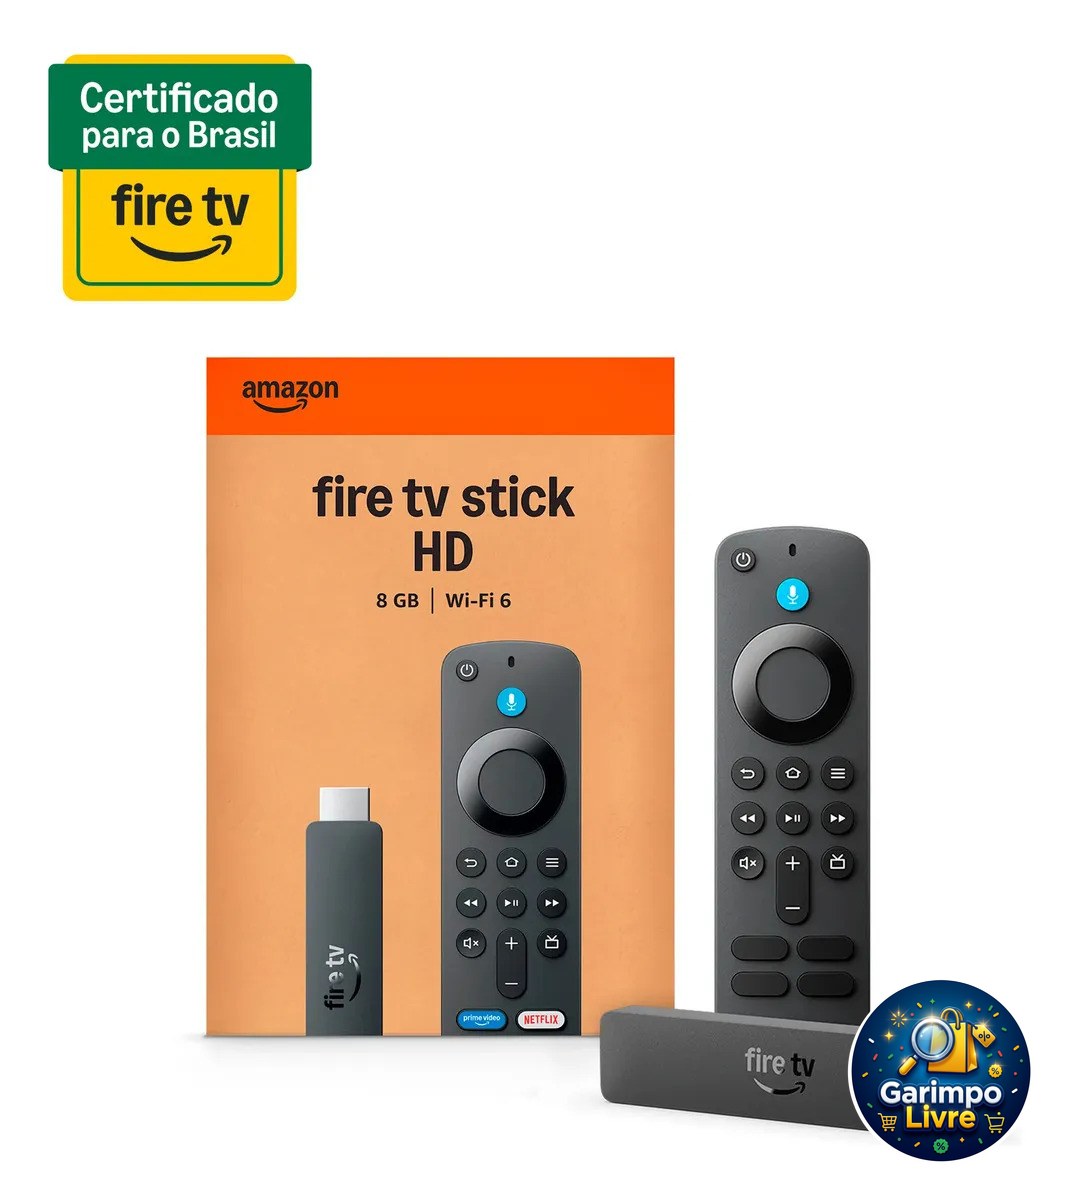 Certificado
para o Brasil
fire tv
amazon
fire tv stick
HD
8 GB | Wi-Fi 6
fire tv
prime video
NETFLIX
fire tv
Garimpo
Livre
%
%
%